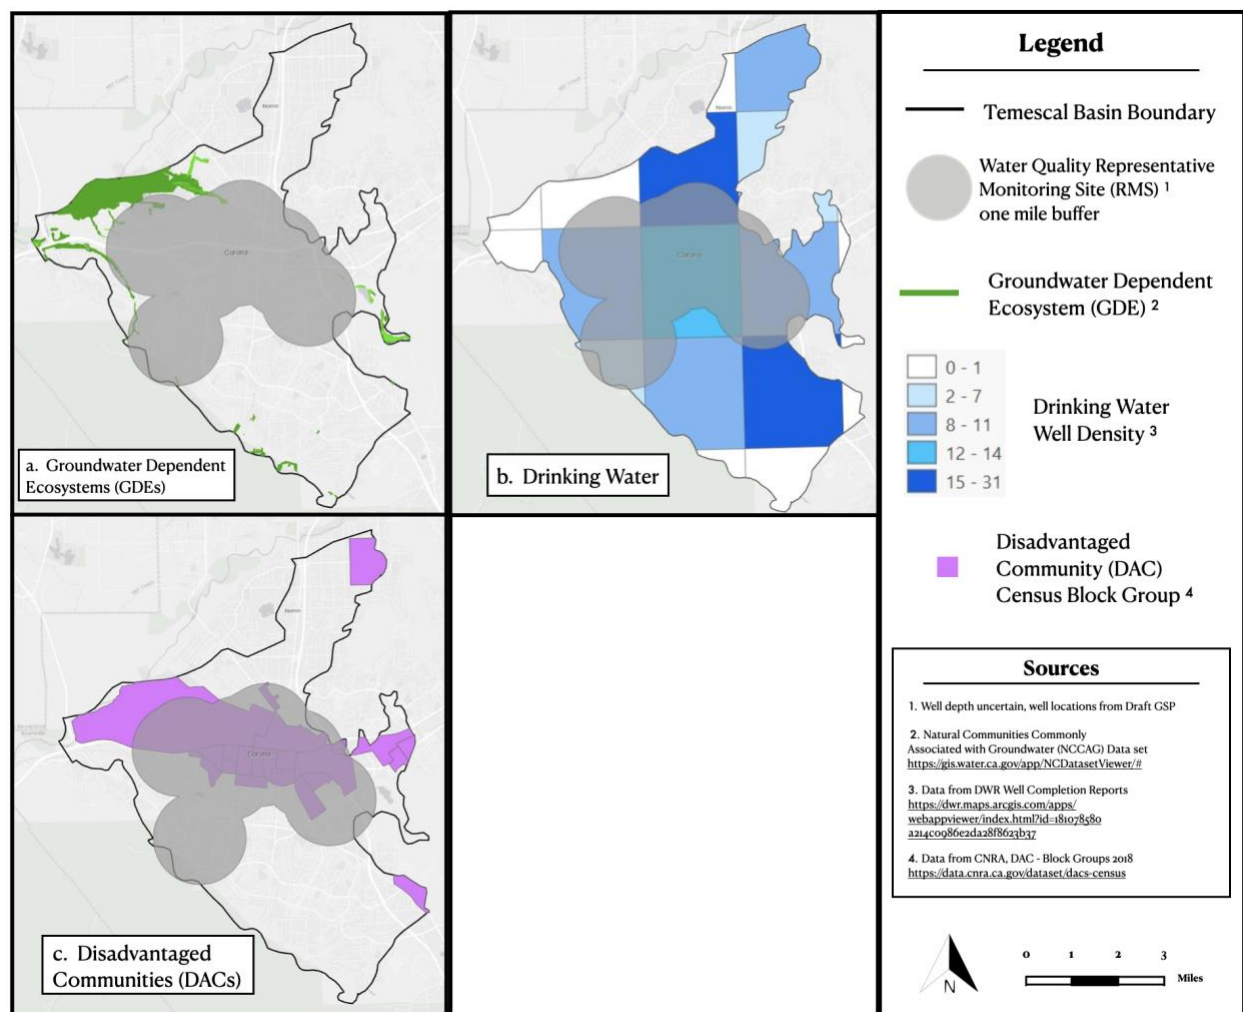 Norco
Corona
a. Groundwater Dependent
Ecosystems (GDEs)
Norco
Corona
b. Drinking Water
Norco
Corona
c. Disadvantaged
Communities (DACs)
Legend
Temescal Basin Boundary
Water Quality Representative
Monitoring Site (RMS) 1
one mile buffer
Groundwater Dependent
Ecosystem (GDE) 2
0 - 1
2 - 7
8 - 11
12 - 14
15 - 31
Drinking Water
Well Density 3
Disadvantaged
Community (DAC)
Census Block Group 4
Sources
1. Well depth uncertain, well locations from Draft GSP
2. Natural Communities Commonly
Associated with Groundwater (NCCAG) Data set
https://gis.water.ca.gov/app/NCDatasetViewer/#
3. Data from DWR Well Completion Reports
https://dwr.maps.arcgis.com/apps/
webappviewer/index.html?id=181078580
a214c0986e2da28f8623b37
4. Data from CNRA, DAC - Block Groups 2018
https://data.cnra.ca.gov/dataset/dacs-census
N
0 1 2 3
Miles